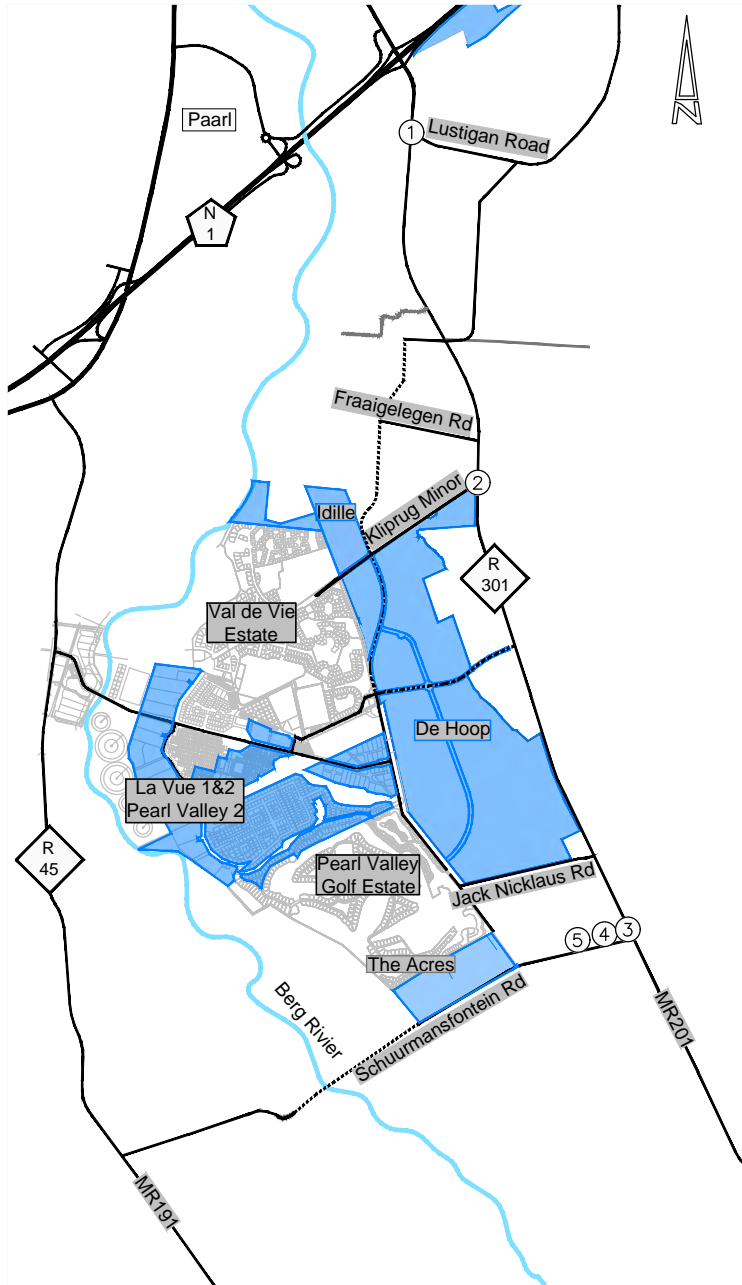 Paarl
1
Lustigan Road
N
1
Fraaigelegen Rd
2
Kliprug Minor
Idille
R
301
Val de Vie
Estate
De Hoop
La Vue 1&2
Pearl Valley 2
R
45
Pearl Valley
Golf Estate
Jack Nicklaus Rd
5
4
3
The Acres
Berg Rivier
Schuurmansfontein Rd
MR201
MR191
N